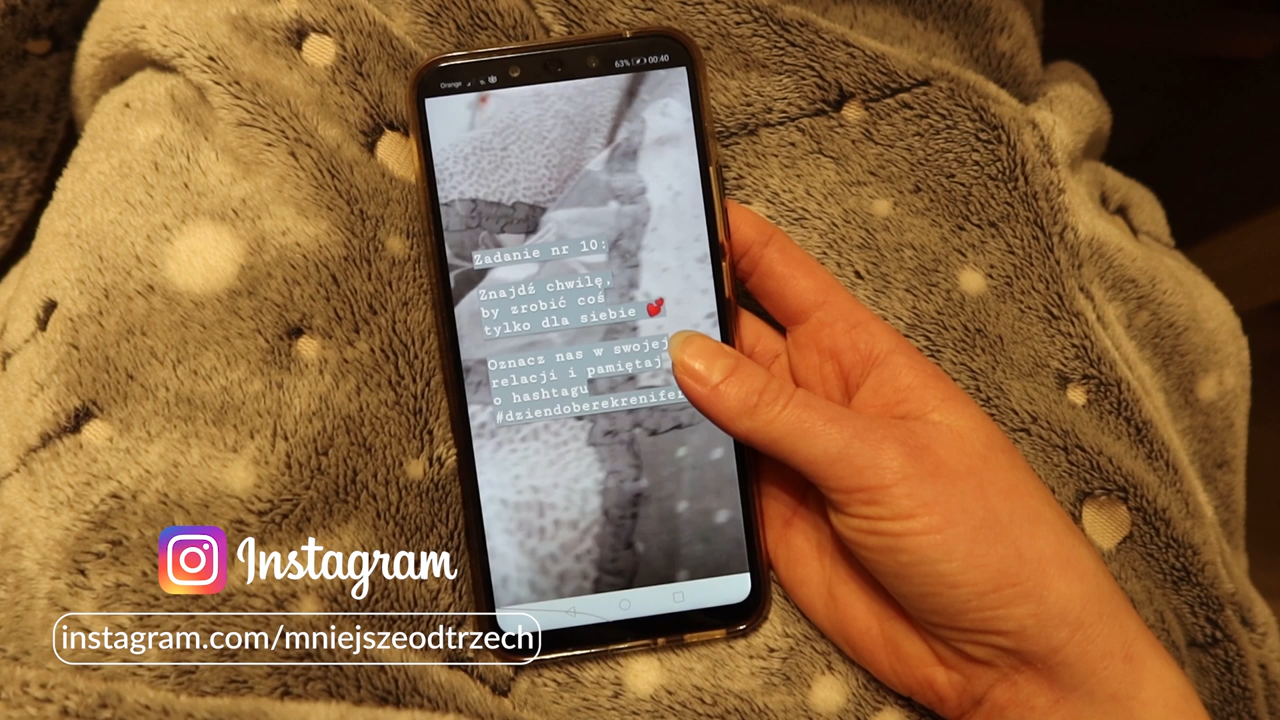 Orange
63% 00:40
Zadanie nr 10:
Znajdź chwilę,
by zrobić coś
tylko dla siebie 💕
Oznacz nas w swojej
relacji i pamiętaj
o hashtagu
#dziendoberekrenifer
Instagram
instagram.com/mniejszeodtrzech